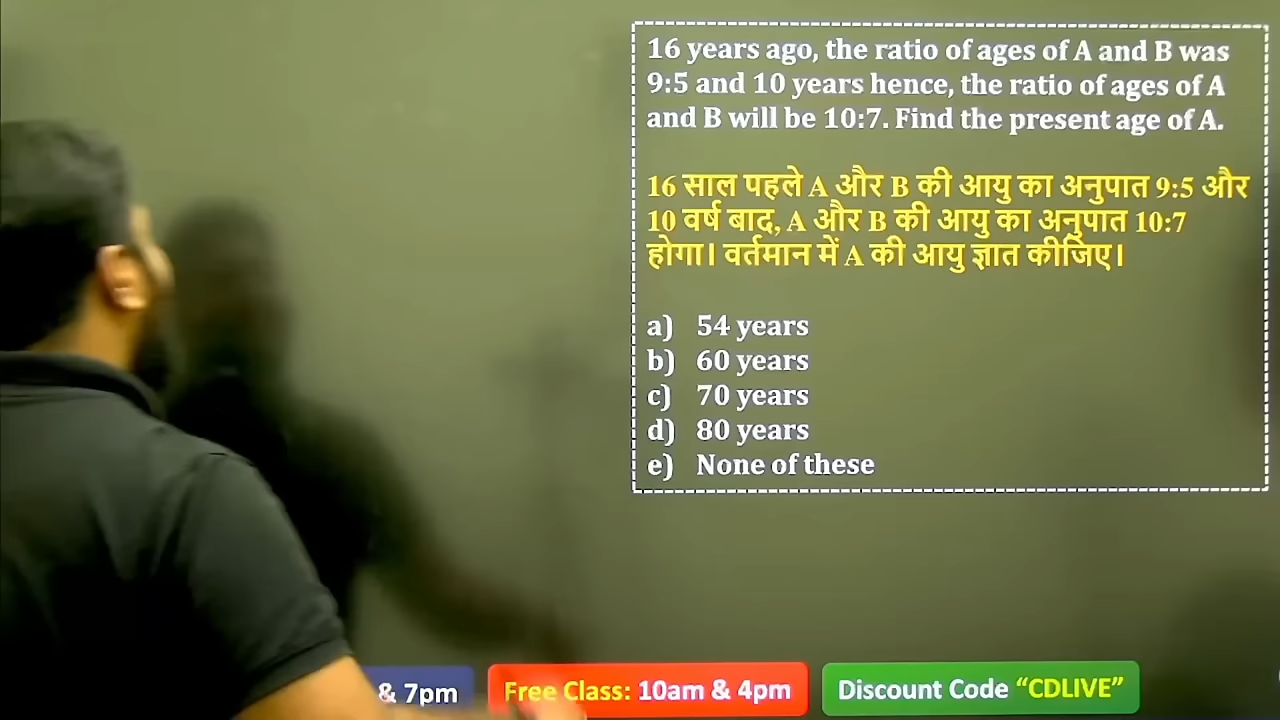 16 years ago, the ratio of ages of A and B was
9:5 and 10 years hence, the ratio of ages of A
and B will be 10:7. Find the present age of A.
16 साल पहले A और B की आयु का अनुपात 9:5 और
10 वर्ष बाद, A और B की आयु का अनुपात 10:7
होगा। वर्तमान में A की आयु ज्ञात कीजिए।
a) 54 years
b) 60 years
c) 70 years
d) 80 years
e) None of these
& 7pm
Free Class: 10am & 4pm
Discount Code “CDLIVE”